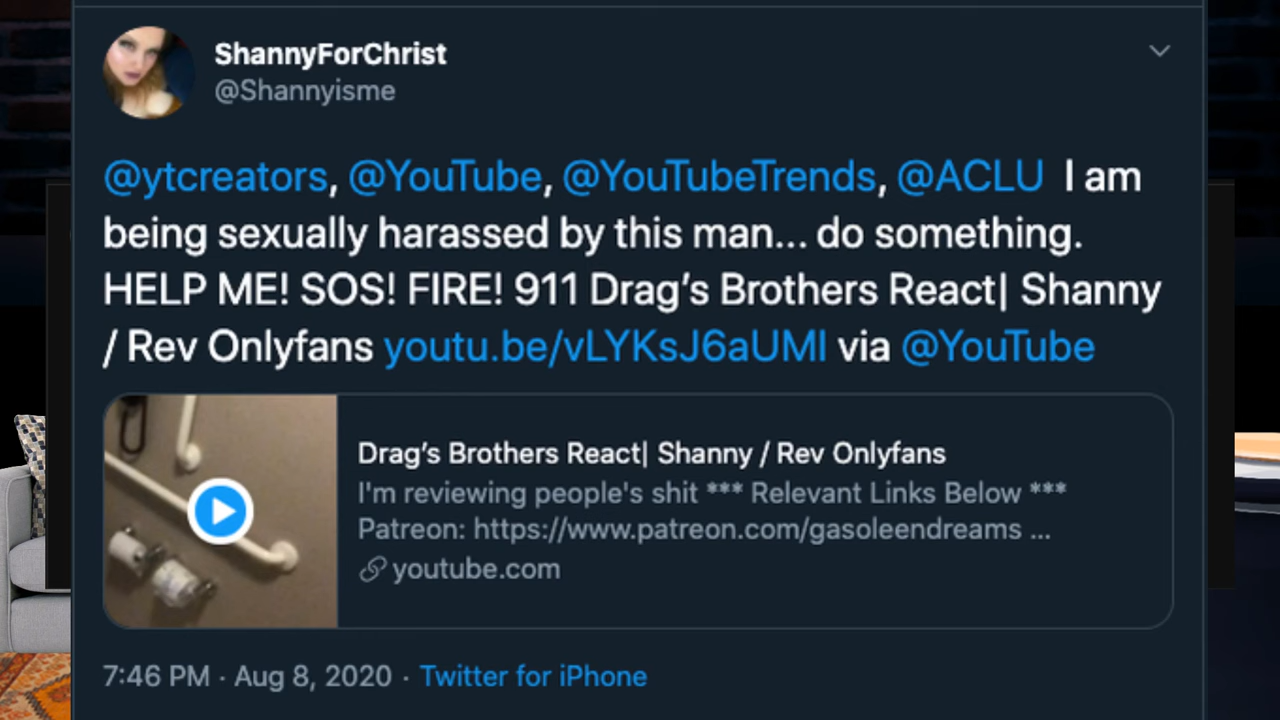 ShannyForChrist
@Shannyisme
@ytcreators, @YouTube, @YouTubeTrends, @ACLU I am
being sexually harassed by this man... do something.
HELP ME! SOS! FIRE! 911 Drag’s Brothers React| Shanny
/ Rev Onlyfans youtu.be/vLYKsJ6aUMI via @YouTube
Drag’s Brothers React| Shanny / Rev Onlyfans
I'm reviewing people's shit *** Relevant Links Below ***
Patreon: https://www.patreon.com/gasoleendreams ...
youtube.com
7:46 PM · Aug 8, 2020 · Twitter for iPhone